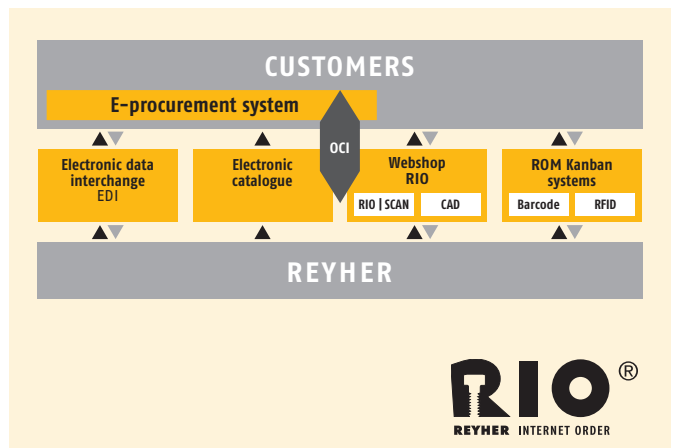 CUSTOMERS
E-procurement system
OCI
Electronic data
interchange
EDI
Electronic
catalogue
Webshop
RIO
RIO | SCAN
CAD
ROM Kanban
systems
Barcode
RFID
REYHER
RIO®
REYHER INTERNET ORDER